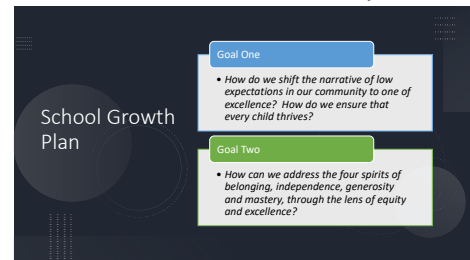 School Growth
Plan
Goal One
• How do we shift the narrative of low
expectations in our community to one of
excellence? How do we ensure that
every child thrives?
Goal Two
• How can we address the four spirits of
belonging, independence, generosity
and mastery, through the lens of equity
and excellence?